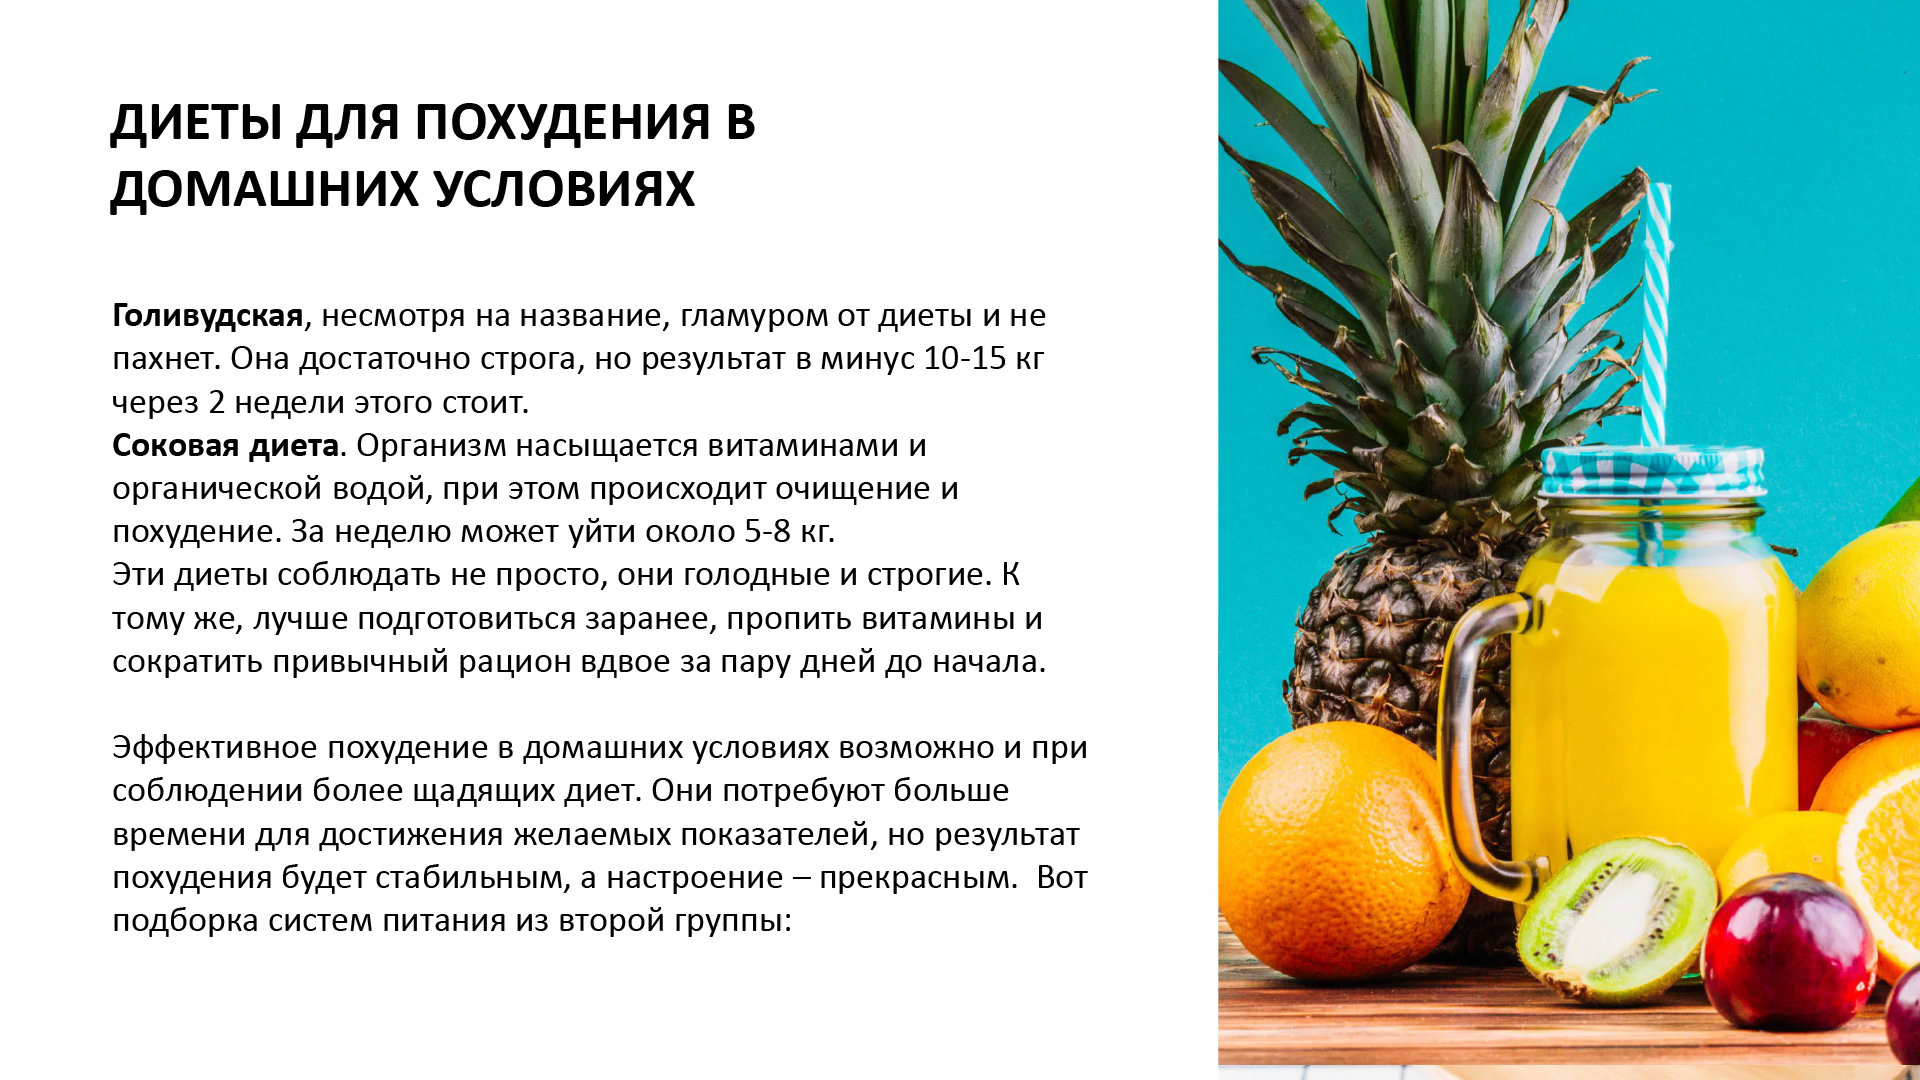 ДИЕТЫ ДЛЯ ПОХУДЕНИЯ В
ДОМАШНИХ УСЛОВИЯХ
Голивудская, несмотря на название, гламуром от диеты и не
пахнет. Она достаточно строга, но результат в минус 10-15 кг
через 2 недели этого стоит.
Соковая диета. Организм насыщается витаминами и
органической водой, при этом происходит очищение и
похудение. За неделю может уйти около 5-8 кг.
Эти диеты соблюдать не просто, они голодные и строгие. К
тому же, лучше подготовиться заранее, пропить витамины и
сократить привычный рацион вдвое за пару дней до начала.
Эффективное похудение в домашних условиях возможно и при
соблюдении более щадящих диет. Они потребуют больше
времени для достижения желаемых показателей, но результат
похудения будет стабильным, а настроение – прекрасным.  Вот
подборка систем питания из второй группы: